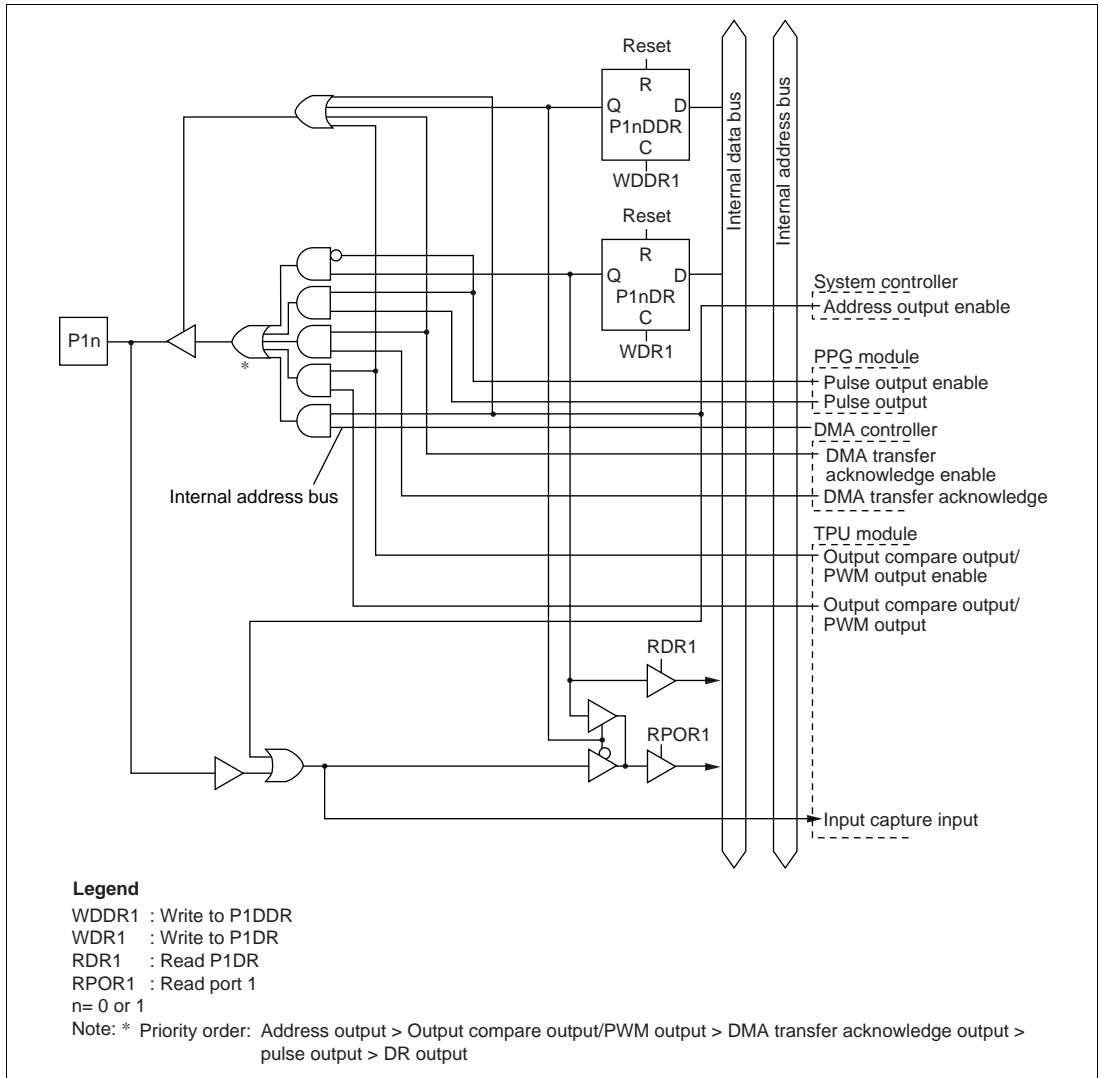 Reset
R
Q D
P1nDDR
C
WDDR1
Reset
R
Q D
P1nDR
C
WDR1
Internal data bus
Internal address bus
System controller
Address output enable
P1n
*
PPG module
Pulse output enable
Pulse output
DMA controller
DMA transfer
acknowledge enable
DMA transfer acknowledge
Internal address bus
TPU module
Output compare output/
PWM output enable
Output compare output/
PWM output
RDR1
RPOR1
Input capture input
Legend
WDDR1 : Write to P1DDR
WDR1 : Write to P1DR
RDR1 : Read P1DR
RPOR1 : Read port 1
n= 0 or 1
Note: * Priority order: Address output > Output compare output/PWM output > DMA transfer acknowledge output >
pulse output > DR output